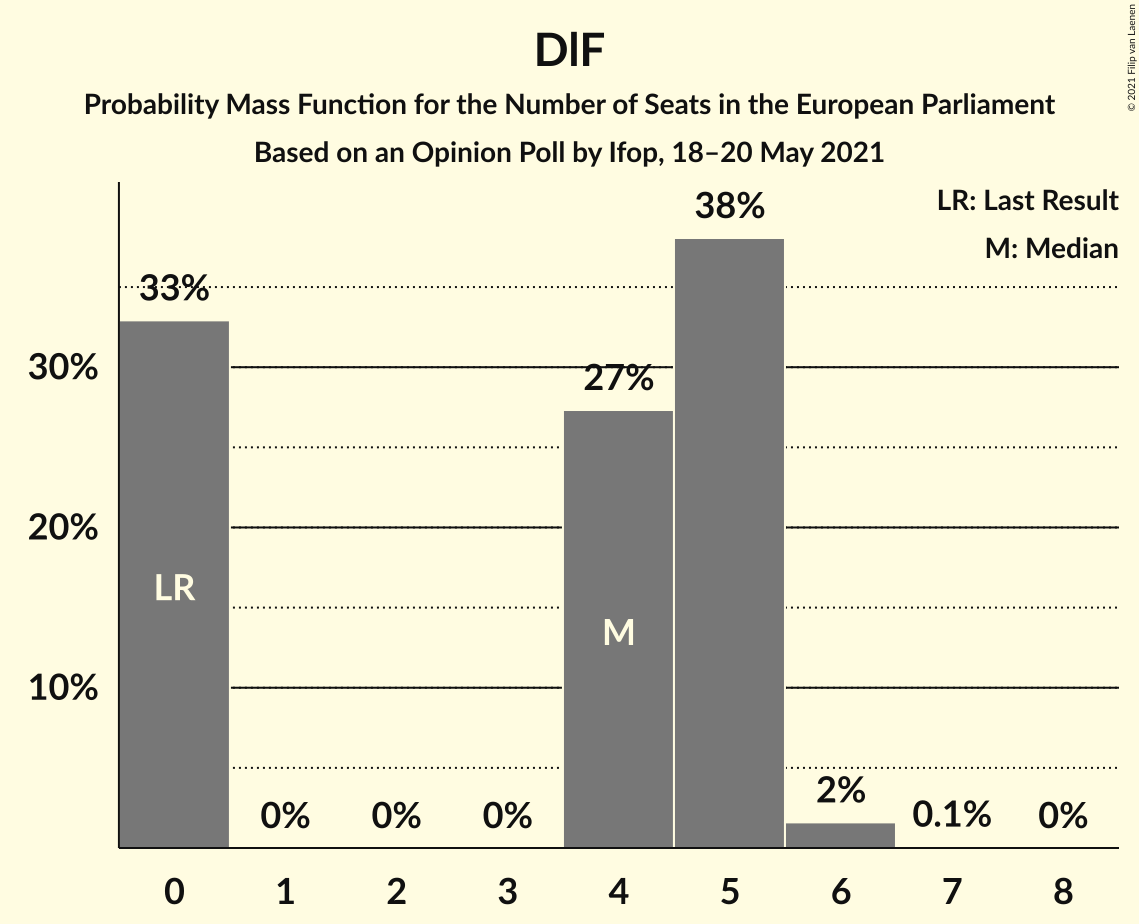 DIF
Probability Mass Function for the Number of Seats in the European Parliament
Based on an Opinion Poll by Ifop, 18–20 May 2021
© 2021 Filip van Laenen
LR: Last Result
M: Median
38%
33%
30%
27%
20%
LR
M
10%
0%
0%
0%
2%
0.1%
0%
0
1
2
3
4
5
6
7
8